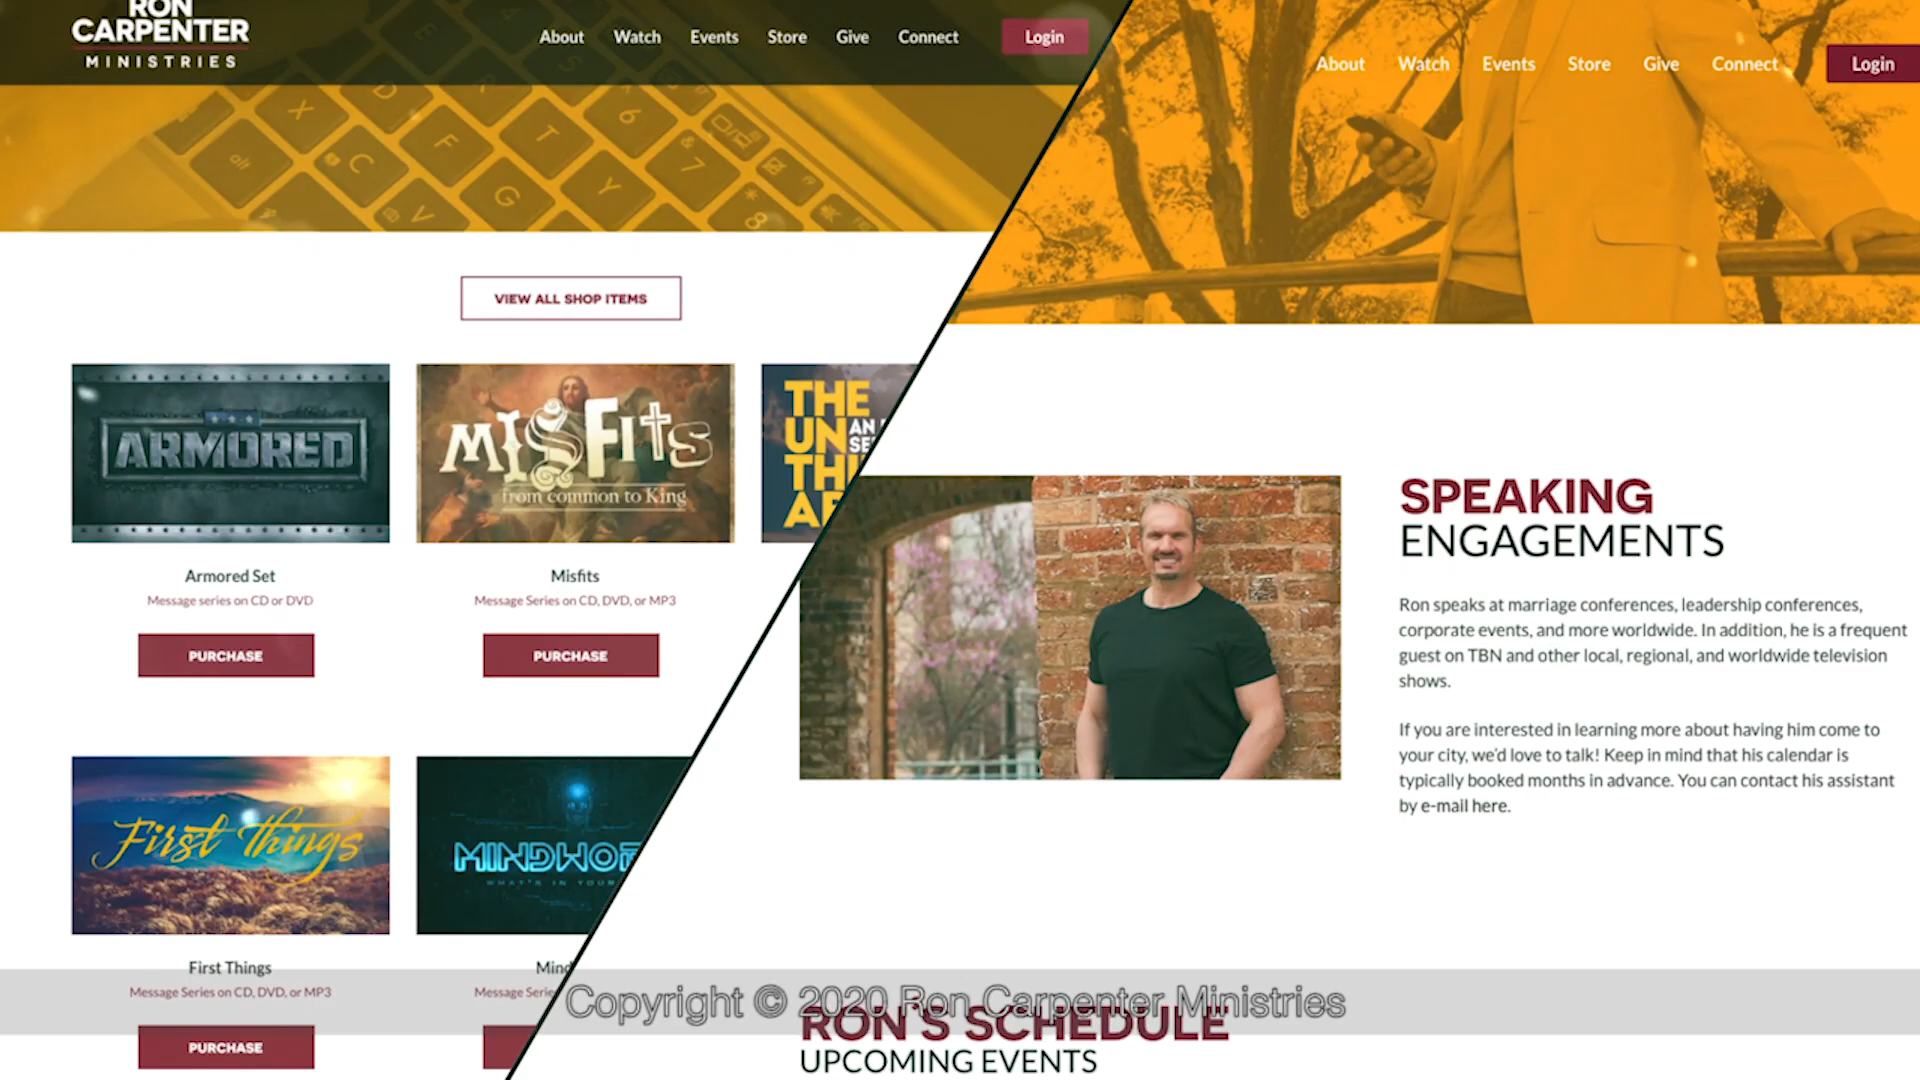 RON
CARPENTER
MINISTRIES
About Watch Events Store Give Connect Login
About Watch Events Store Give Connect Login
VIEW ALL SHOP ITEMS
ARMORED
MISFITS
from common to King
THE
UN
AN
Armored Set
Message series on CD or DVD
PURCHASE
Misfits
Message Series on CD, DVD, or MP3
PURCHASE
First Things
First Things
Message Series on CD, DVD, or MP3
PURCHASE
WHAT'S IN YOUR
Mind
Message
SPEAKING
ENGAGEMENTS
Ron speaks at marriage conferences, leadership conferences,
corporate events, and more worldwide. In addition, he is a frequent
guest on TBN and other local, regional, and worldwide television
shows.
If you are interested in learning more about having him come to
your city, we'd love to talk! Keep in mind that his calendar is
typically booked months in advance. You can contact his assistant
by e-mail here.
Copyright © 2020 Ron Carpenter Ministries
RON'S SCHEDULE
UPCOMING EVENTS